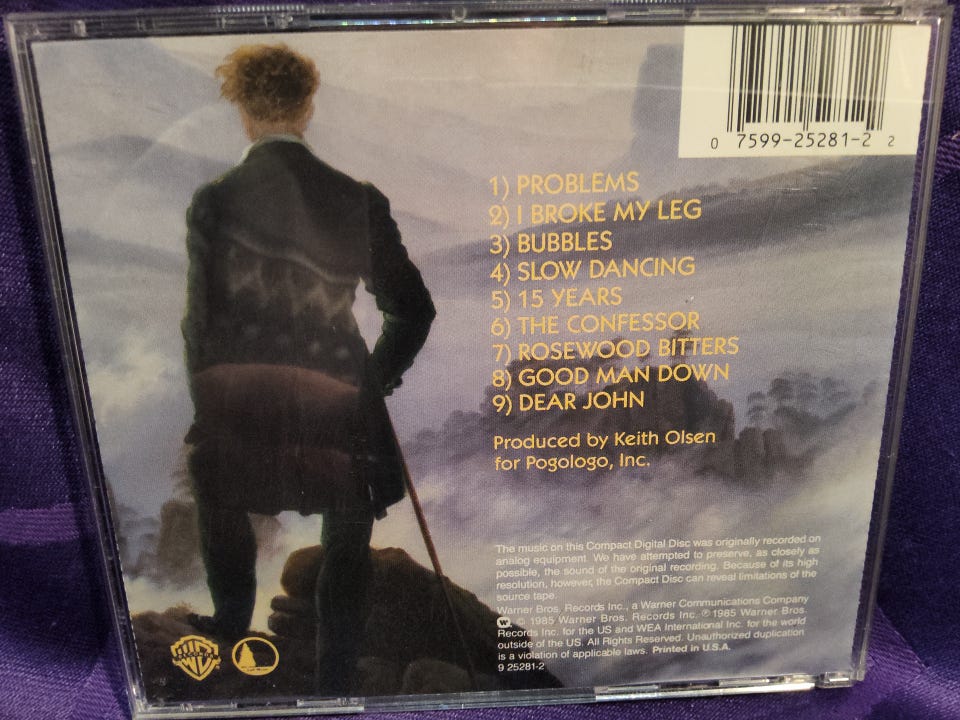 0 7599-25281-2 2
1) PROBLEMS
2) I BROKE MY LEG
3) BUBBLES
4) SLOW DANCING
5) 15 YEARS
6) THE CONFESSOR
7) ROSEWOOD BITTERS
8) GOOD MAN DOWN
9) DEAR JOHN
Produced by Keith Olsen
for Pogologo, Inc.
The music on this Compact Digital Disc was originally recorded on
analog equipment. We have attempted to preserve, as closely as
possible, the sound of the original recording. Because of its high
resolution, however, the Compact Disc can reveal limitations of the
source tape.
Warner Bros. Records Inc., a Warner Communications Company
© 1985 Warner Bros. Records Inc. ℗ 1985 Warner Bros.
Records Inc. for the US and WEA International Inc. for the world
outside of the US. All Rights Reserved. Unauthorized duplication
is a violation of applicable laws. Printed in U.S.A.
9 25281-2